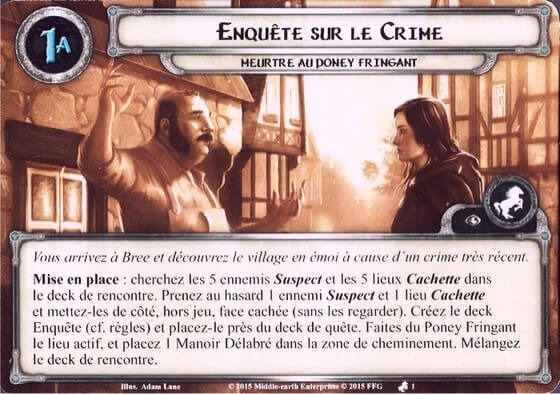 1A
Enquête sur le Crime
Meurtre au Poney Fringant
Vous arrivez à Bree et découvrez le village en émoi à cause d'un crime très récent.
Mise en place : cherchez les 5 ennemis Suspect et les 5 lieux Cachette dans
le deck de rencontre. Prenez au hasard 1 ennemi Suspect et 1 lieu Cachette
et mettez-les de côté, hors jeu, face cachée (sans les regarder). Créez le deck
Enquête (cf. règles) et placez-le près du deck de quête. Faites du Poney Fringant
le lieu actif, et placez 1 Manoir Délabré dans la zone de cheminement. Mélangez
le deck de rencontre.
Illus. Adam Lane
© 2015 Middle-earth Enterprises © 2015 FFG
1